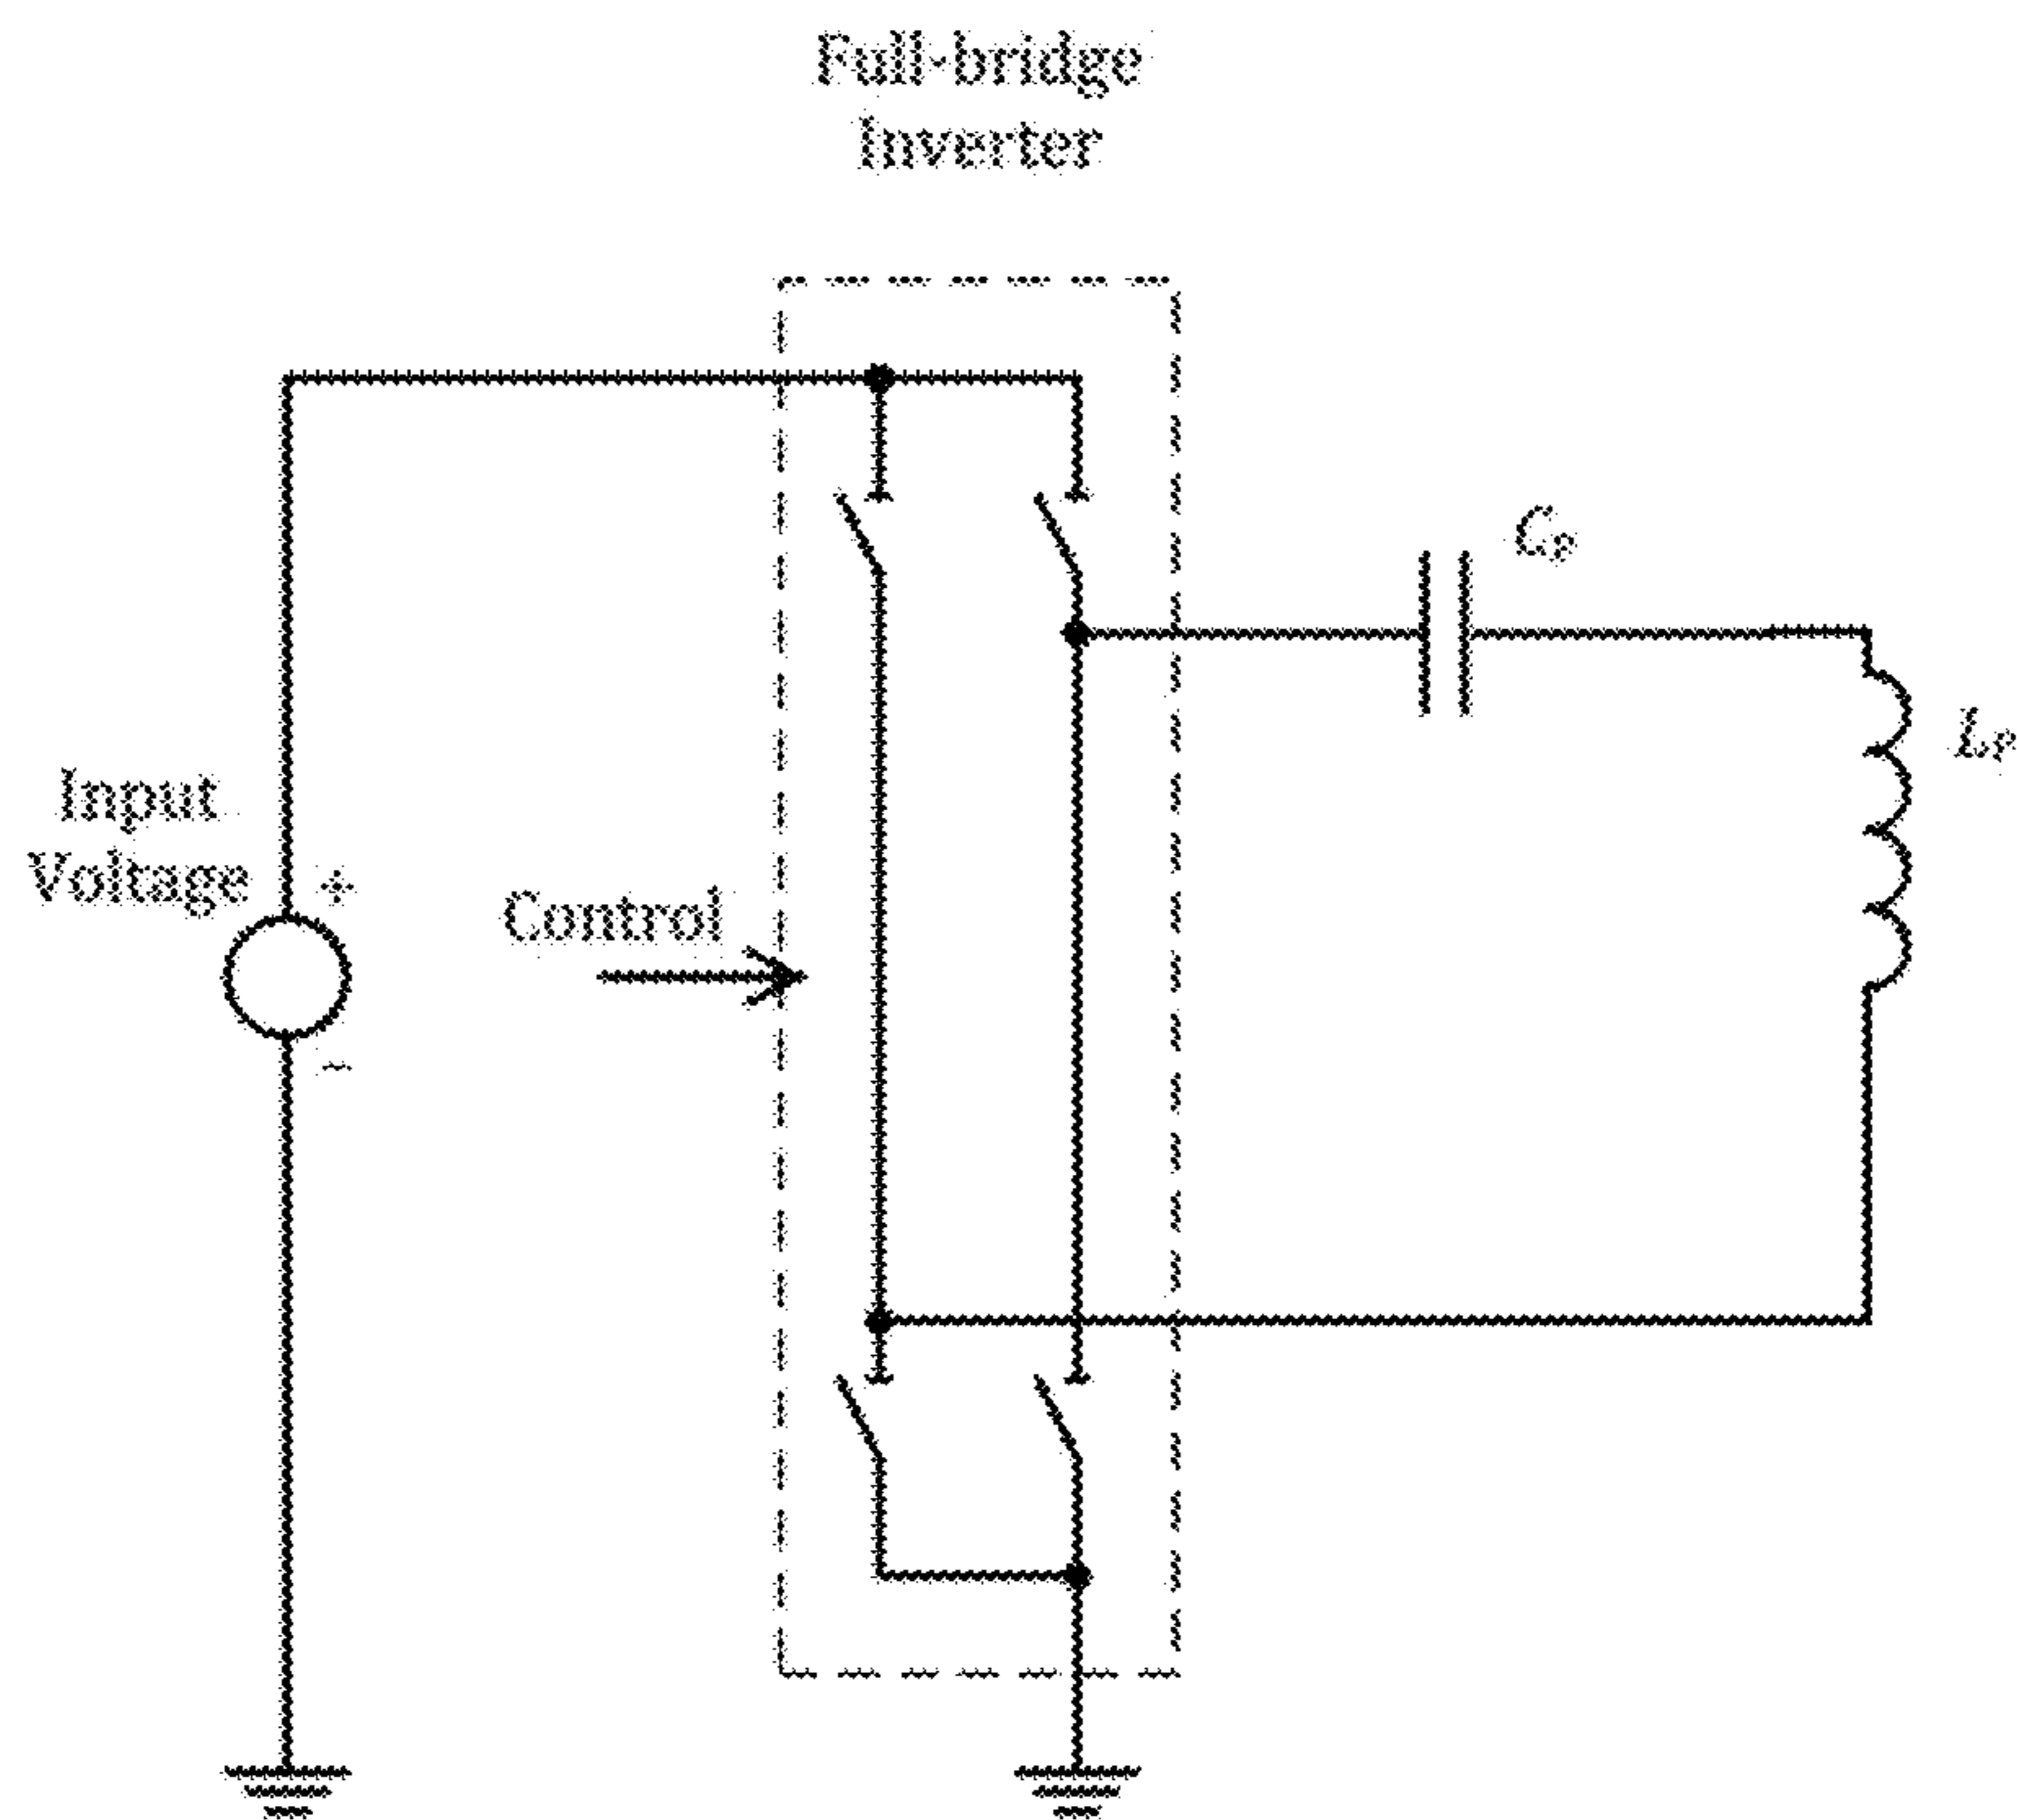 Full-bridge
Inverter
Cp
Lp
Input
Voltage
+
Control
-